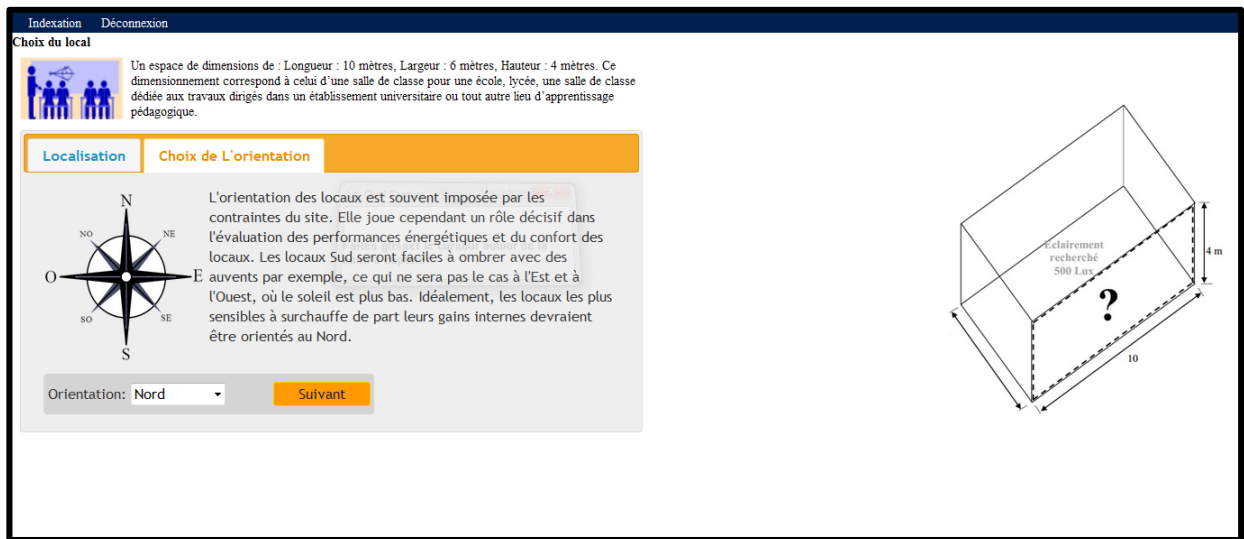 Indexation Déconnexion
Choix du local
Un espace de dimensions de : Longueur : 10 mètres, Largeur : 6 mètres, Hauteur : 4 mètres. Ce
dimensionnement correspond à celui d'une salle de classe pour une école, lycée, une salle de classe
dédiée aux travaux dirigés dans un établissement universitaire ou tout autre lieu d'apprentissage
pédagogique.
Localisation Choix de L'orientation
L'orientation des locaux est souvent imposée par les
contraintes du site. Elle joue cependant un rôle décisif dans
l'évaluation des performances énergétiques et du confort des
locaux. Les locaux Sud seront faciles à ombrer avec des
auvents par exemple, ce qui ne sera pas le cas à l'Est et à
l'Ouest, où le soleil est plus bas. Idéalement, les locaux les plus
sensibles à surchauffe de part leurs gains internes devraient
être orientés au Nord.
N
NO
NE
O
E
SO
SE
S
Orientation: Nord
Suivant
Eclairement
recherché
500 Lux
?
4 m
10